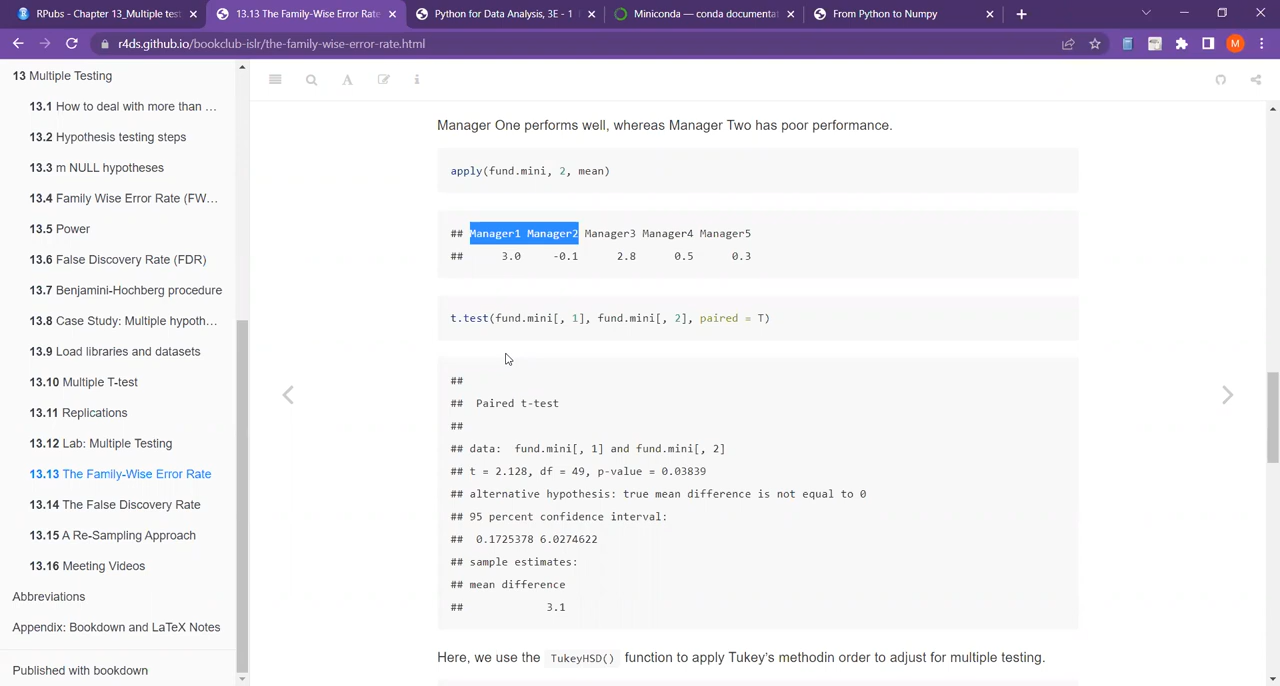 RPubs - Chapter 13_Multiple test
13.13 The Family-Wise Error Rate
Python for Data Analysis, 3E - 1
Miniconda — conda documentat
From Python to Numpy
r4ds.github.io/bookclub-islr/the-family-wise-error-rate.html
M
13 Multiple Testing
13.1 How to deal with more than …
13.2 Hypothesis testing steps
13.3 m NULL hypotheses
13.4 Family Wise Error Rate (FW…
13.5 Power
13.6 False Discovery Rate (FDR)
13.7 Benjamini-Hochberg procedure
13.8 Case Study: Multiple hypoth…
13.9 Load libraries and datasets
13.10 Multiple T-test
13.11 Replications
13.12 Lab: Multiple Testing
13.13 The Family-Wise Error Rate
13.14 The False Discovery Rate
13.15 A Re-Sampling Approach
13.16 Meeting Videos
Abbreviations
Appendix: Bookdown and LaTeX Notes
Published with bookdown
A
Manager One performs well, whereas Manager Two has poor performance.
apply(fund.mini, 2, mean)
## Manager1 Manager2 Manager3 Manager4 Manager5
## 3.0 -0.1 2.8 0.5 0.3
t.test(fund.mini[, 1], fund.mini[, 2], paired = T)
##
## Paired t-test
##
## data: fund.mini[, 1] and fund.mini[, 2]
## t = 2.128, df = 49, p-value = 0.03839
## alternative hypothesis: true mean difference is not equal to 0
## 95 percent confidence interval:
## 0.1725378 6.0274622
## sample estimates:
## mean difference
## 3.1
Here, we use the TukeyHSD() function to apply Tukey's methodin order to adjust for multiple testing.